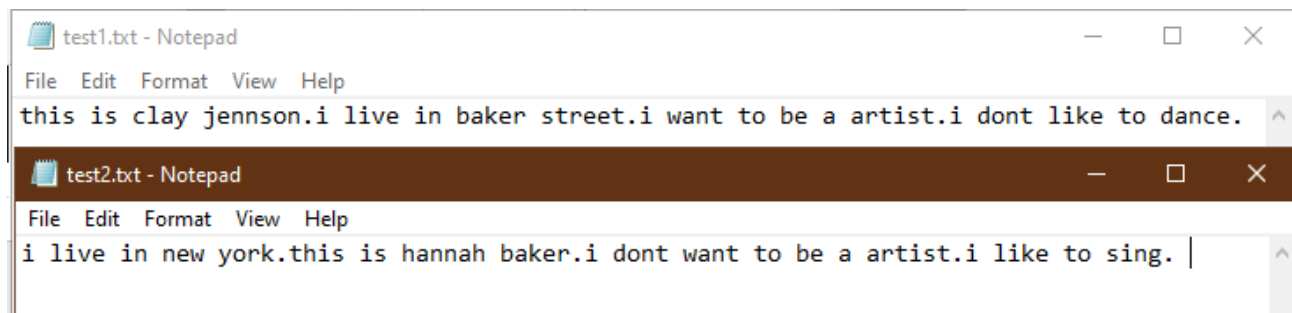 test1.txt - Notepad
File Edit Format View Help
this is clay jennson.i live in baker street.i want to be a artist.i dont like to dance.
test2.txt - Notepad
File Edit Format View Help
i live in new york.this is hannah baker.i dont want to be a artist.i like to sing.